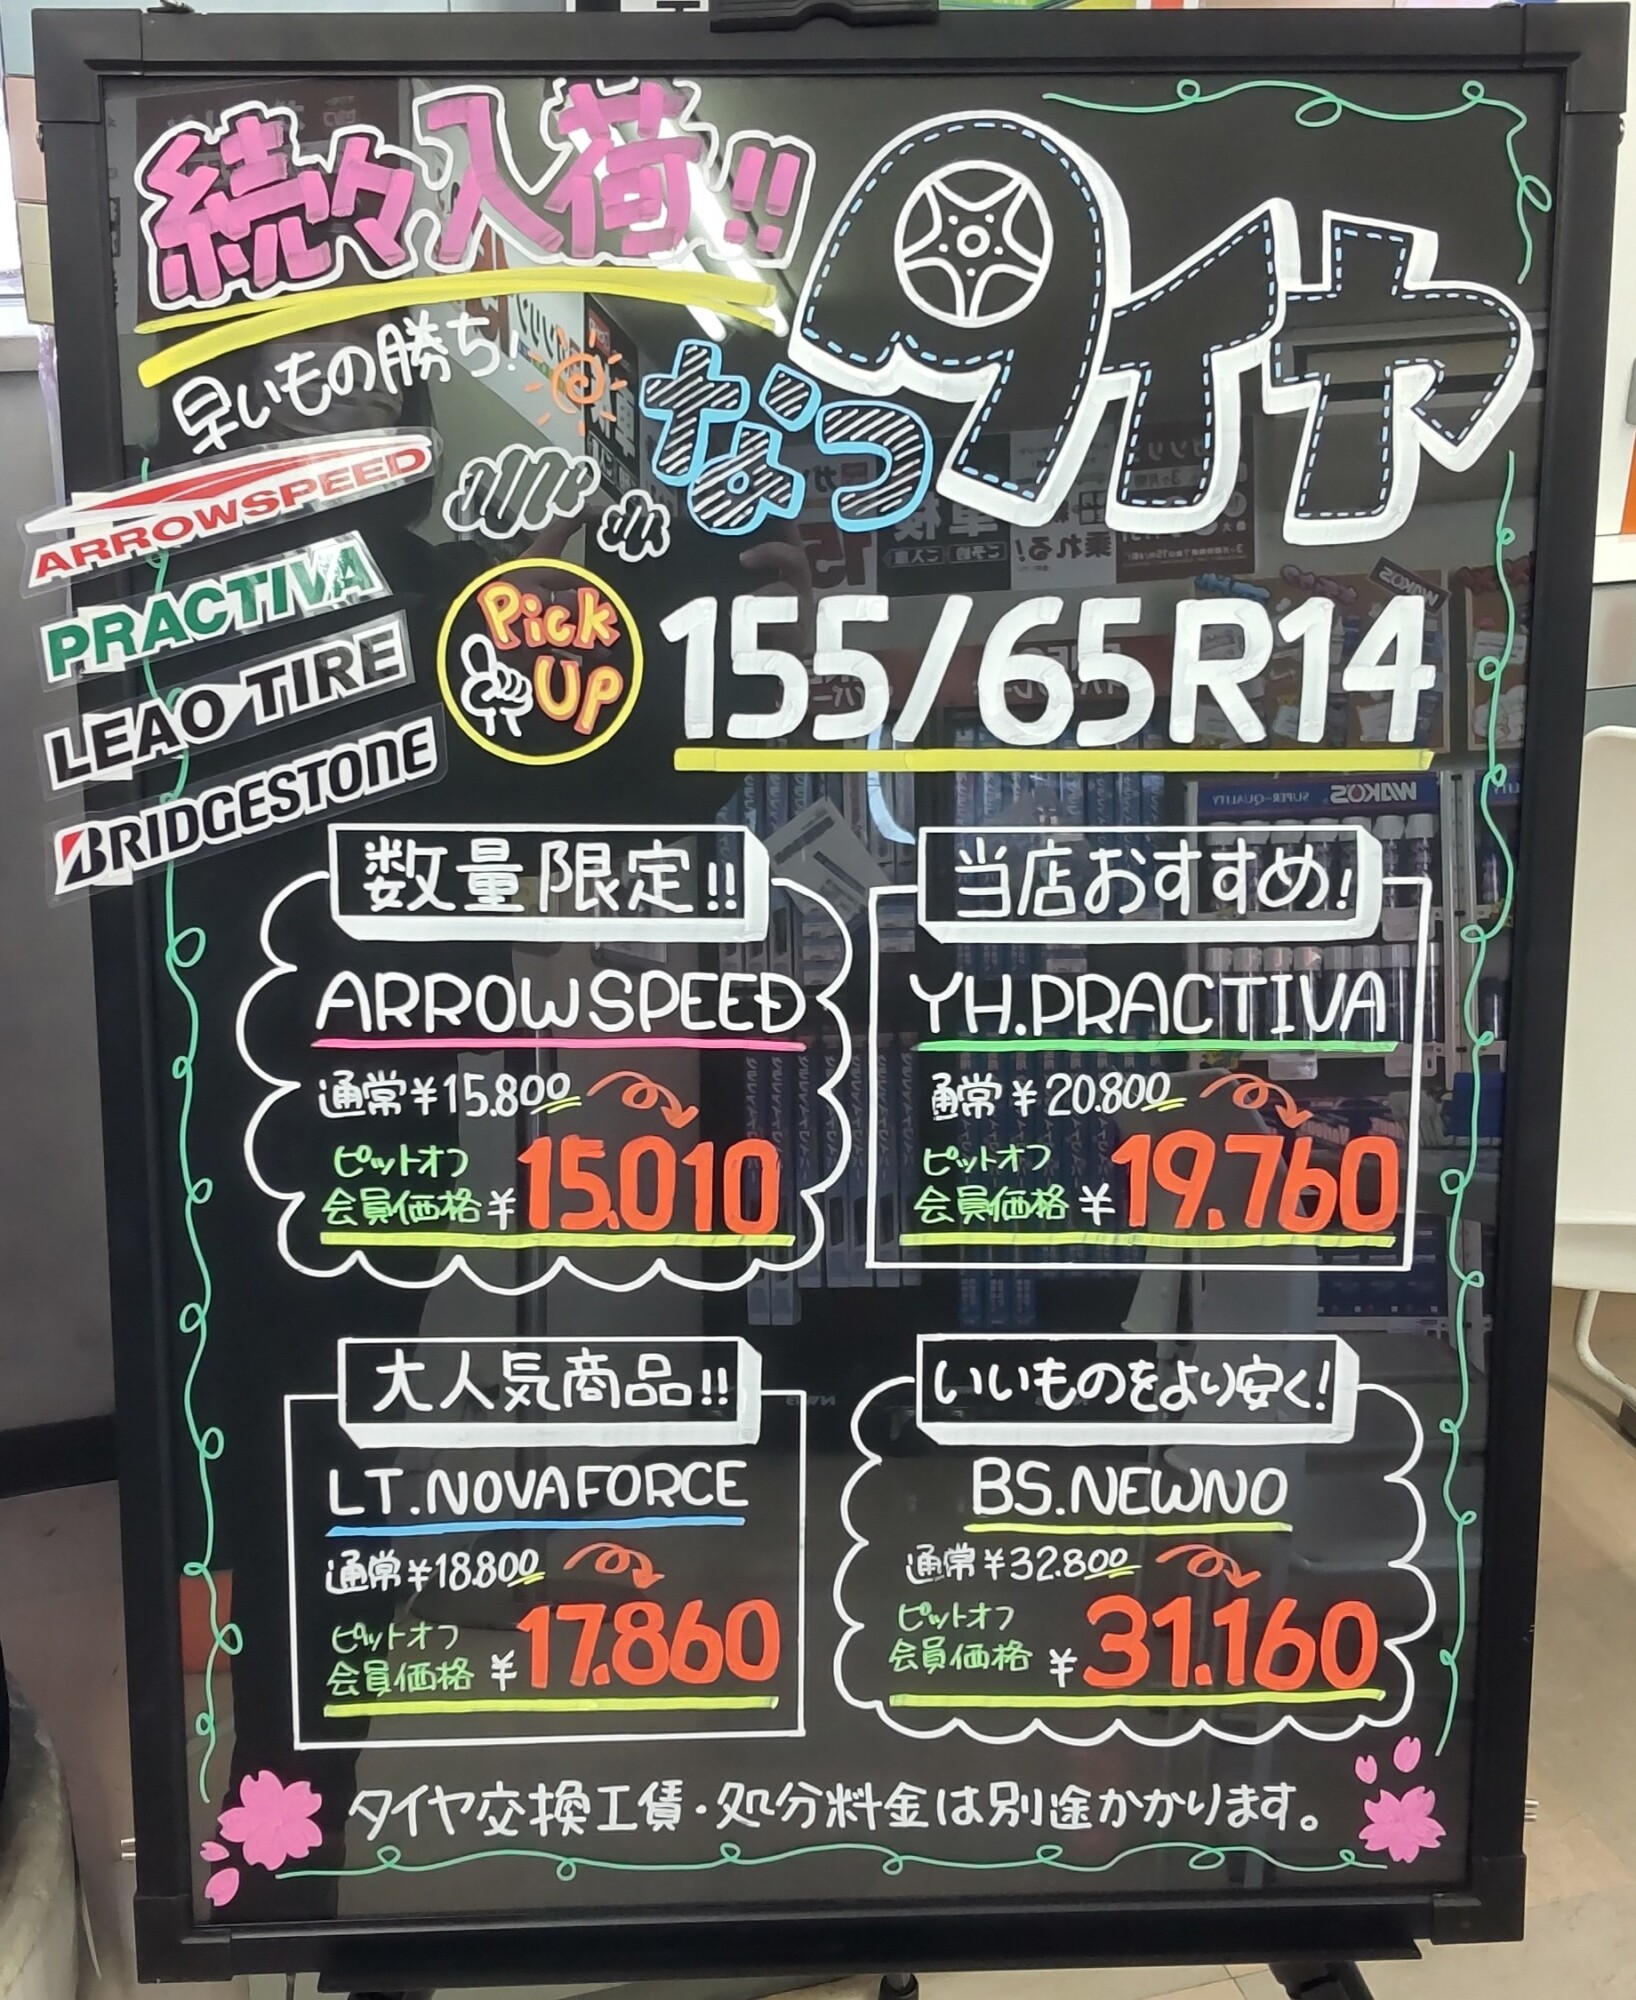 続々入荷!!
早いもの勝ち!
なつタイヤ
ARROWSPEED
PRACTIVA
LEAO TIRE
BRIDGESTONE
Pick UP
155/65R14
数量限定!!
ARROWSPEED
通常¥15.800
ピットオフ
会員価格 ¥15.010
当店おすすめ!
YH.PRACTIVA
通常¥20.800
ピットオフ
会員価格 ¥19.760
大人気商品!!
LT.NOVAFORCE
通常¥18.800
ピットオフ
会員価格 ¥17.860
いいものをより安く!
BS.NEWNO
通常¥32.800
ピットオフ
会員価格 ¥31.160
タイヤ交換工賃・処分料金は別途かかります。